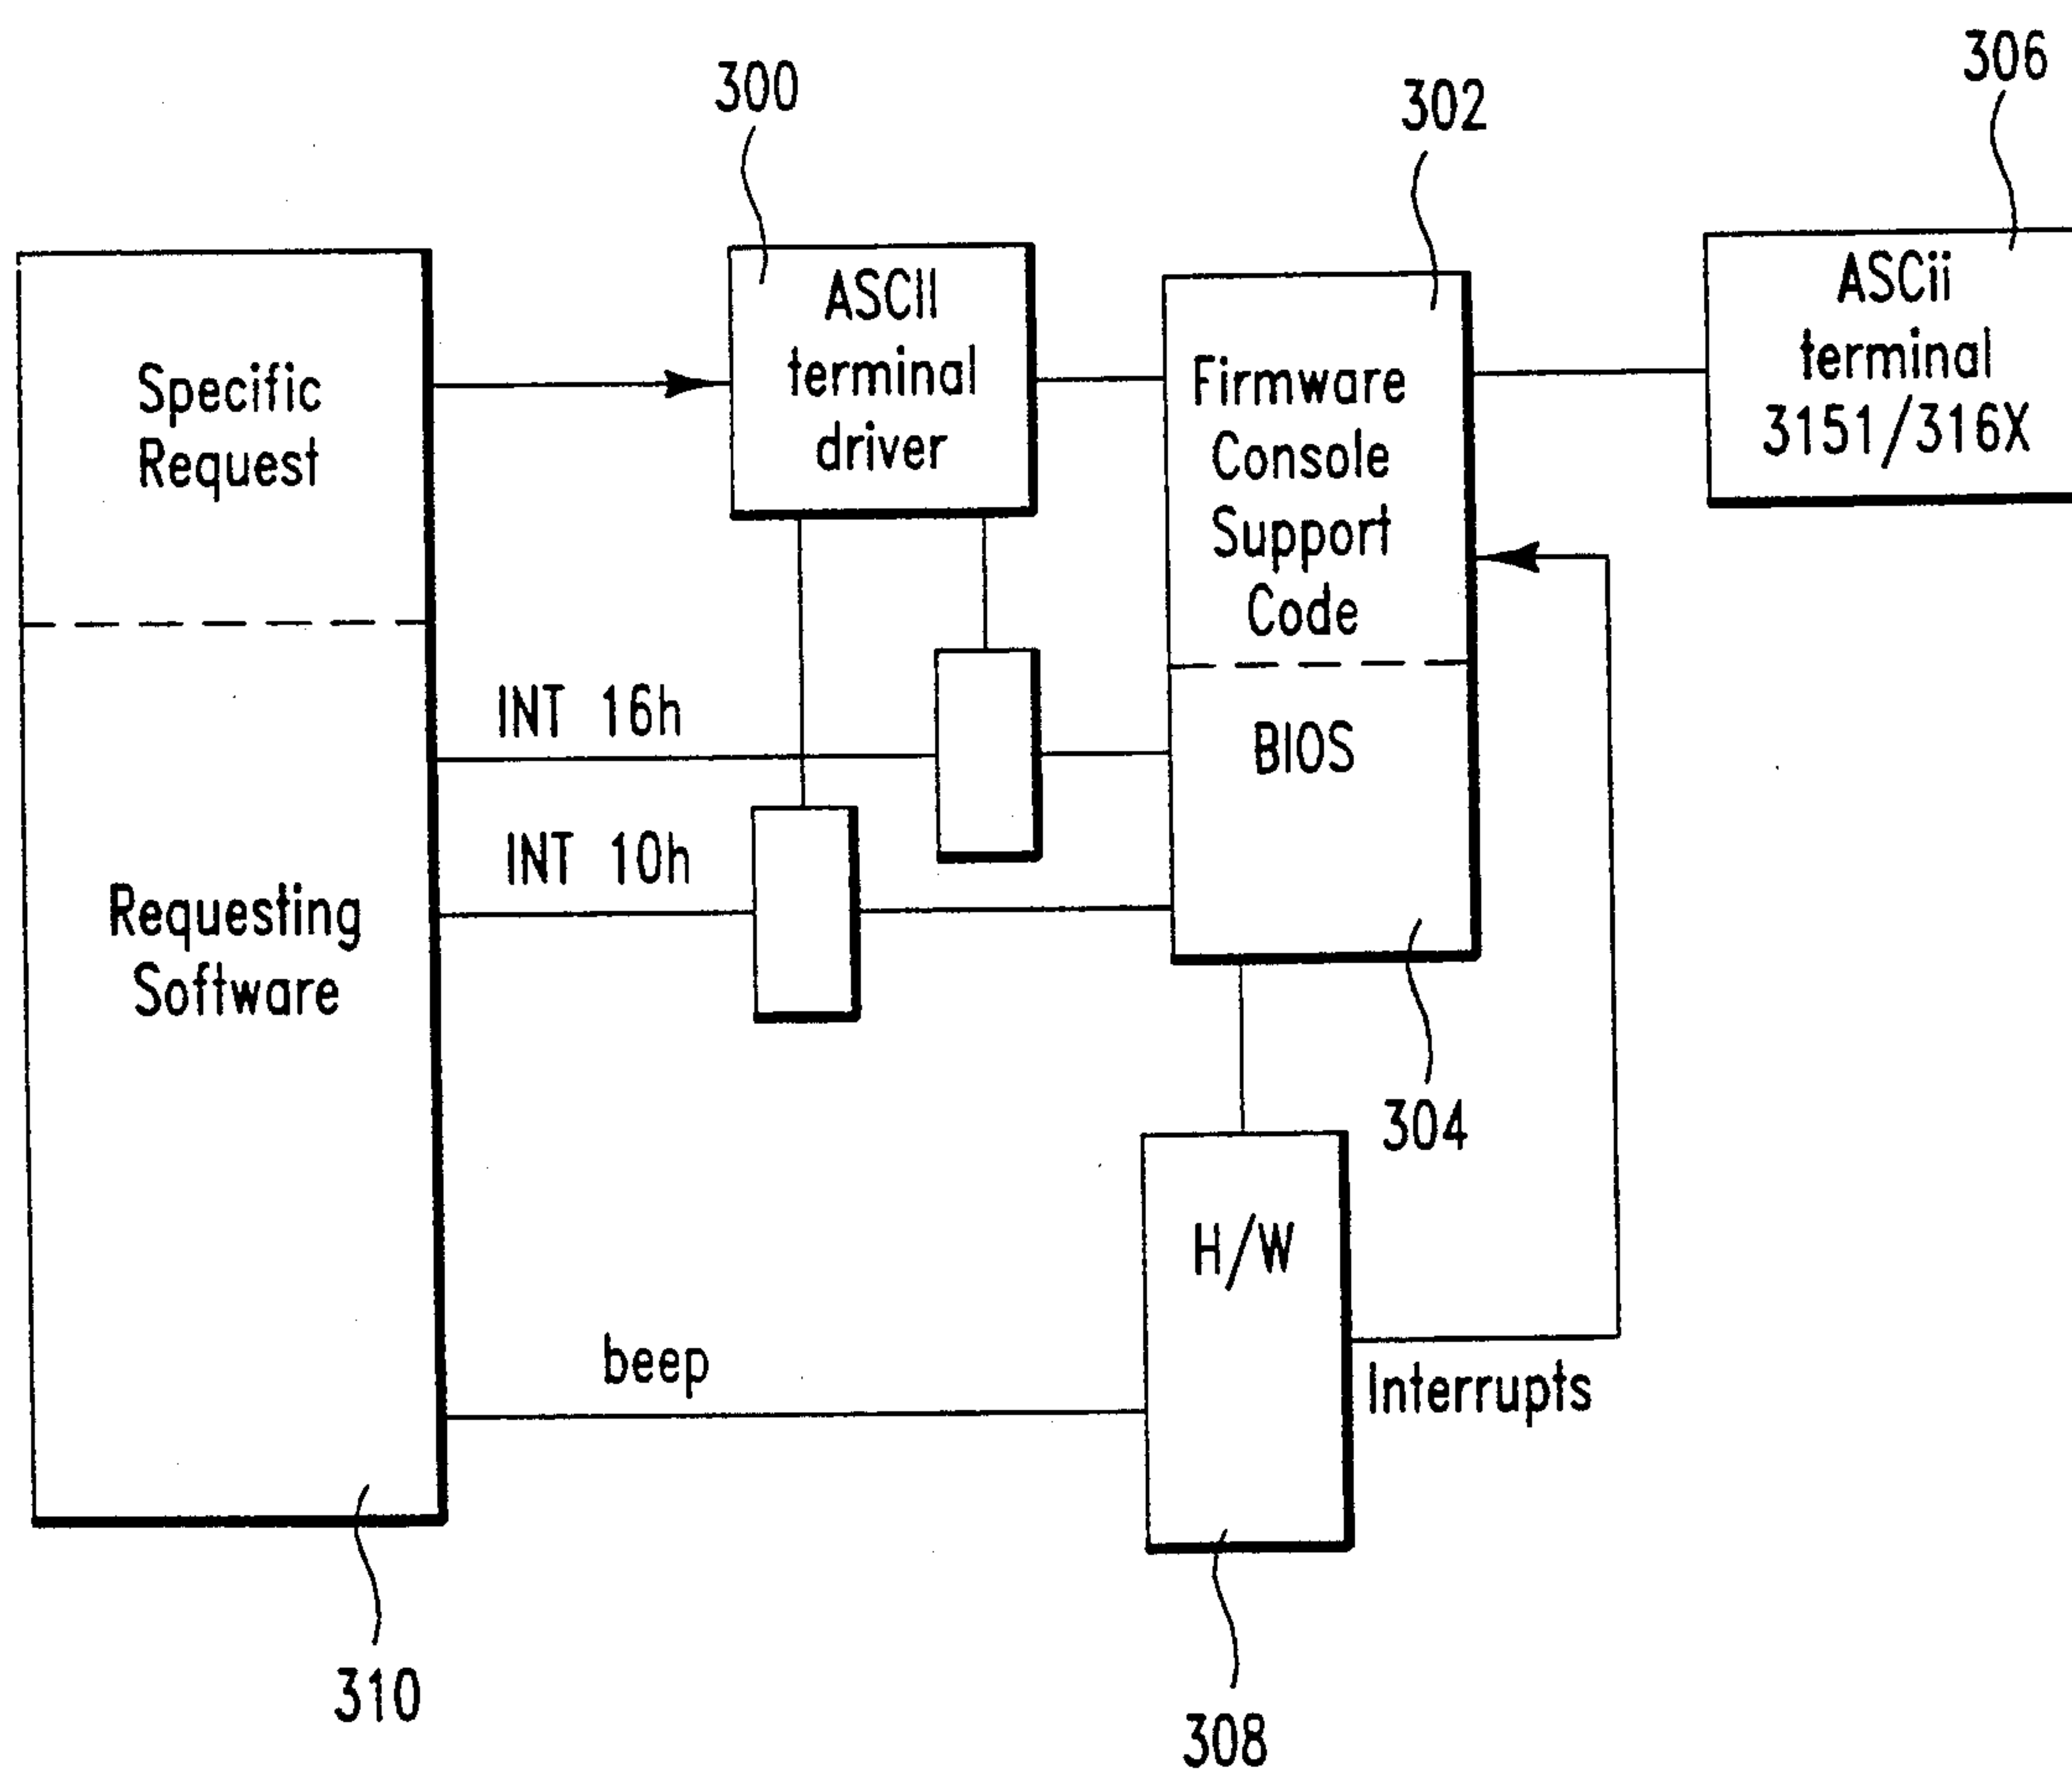 306
300
302
ASCii
terminal
3151/316X
ASCII
terminal
driver
Specific
Request
Firmware
Console
Support
Code
INT 16h
BIOS
INT 10h
Requesting
Software
304
H/W
beep
Interrupts
310
308